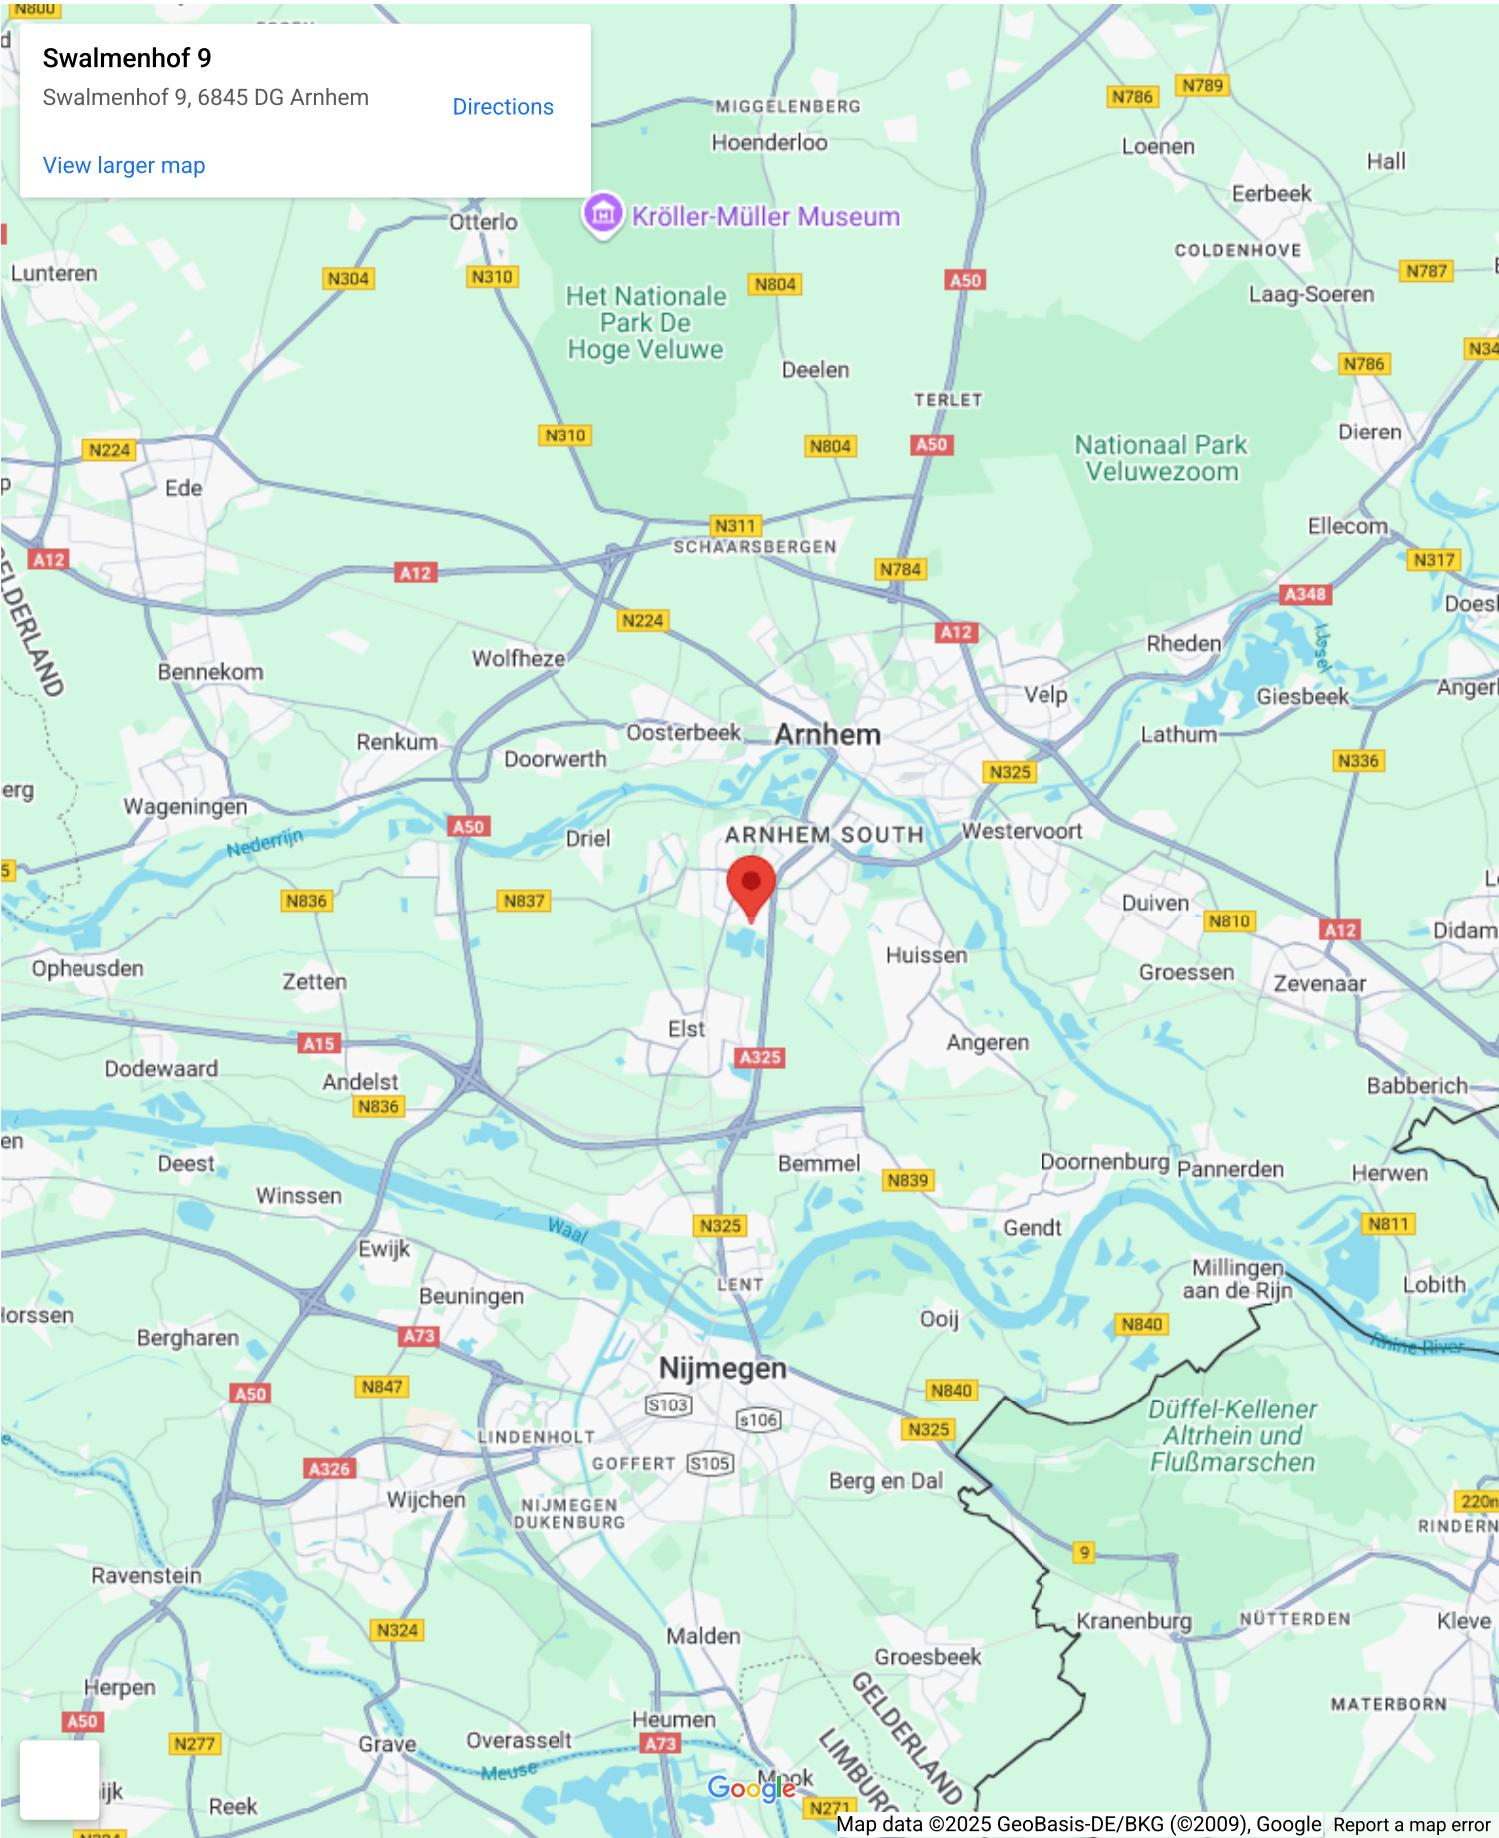 N800
Swalmenhof 9
Swalmenhof 9, 6845 DG Arnhem
Directions
View larger map
MIGGELENBERG
Hoenderloo
N786
N789
Loenen
Hall
Eerbeek
Otterlo
Kröller-Müller Museum
COLDENHOVE
Lunteren
N304
N310
N804
A50
N787
Het Nationale
Park De
Hoge Veluwe
Laag-Soeren
Deelen
N786
TERLET
N224
N310
N804
A50
Nationaal Park
Veluwezoom
Dieren
Ede
N311
SCHAARSBERGEN
Ellecom
A12
A12
N784
N317
A348
N224
A12
GELDERLAND
Wolfheze
Rheden
IJssel
Bennekom
Velp
Giesbeek
Renkum
Oosterbeek
Arnhem
Lathum
Doorwerth
N325
N336
Wageningen
A50
Driel
ARNHEM SOUTH
Westervoort
Nederrijn
N836
N837
Duiven
N810
A12
Didam
Opheusden
Zetten
Huissen
Groessen
Zevenaar
Elst
A15
A325
Angeren
Dodewaard
Andelst
N836
Babberich
Deest
Bemmel
Doornenburg
Pannerden
Herwen
Winssen
N839
Waal
N325
Gendt
N811
Ewijk
Millingen
aan de Rijn
Beuningen
LENT
Lobith
Bergharen
A73
Ooij
N840
Rhine River
Nijmegen
A50
N847
S103
s106
N840
Düffel-Kellener
Altrhein und
Flußmarschen
LINDENHOLT
N325
GOFFERT
S105
A326
Berg en Dal
Wijchen
NIJMEGEN
DUKENBURG
220n
RINDERN
9
Ravenstein
Kranenburg
NÜTTERDEN
Kleve
N324
Malden
Groesbeek
Herpen
GELDERLAND
MATERBORN
A50
N277
Grave
Overasselt
Heumen
A73
LIMBURG
Meuse
Google
Mook
Reek
N271
Map data ©2025 GeoBasis-DE/BKG (©2009), Google
Report a map error